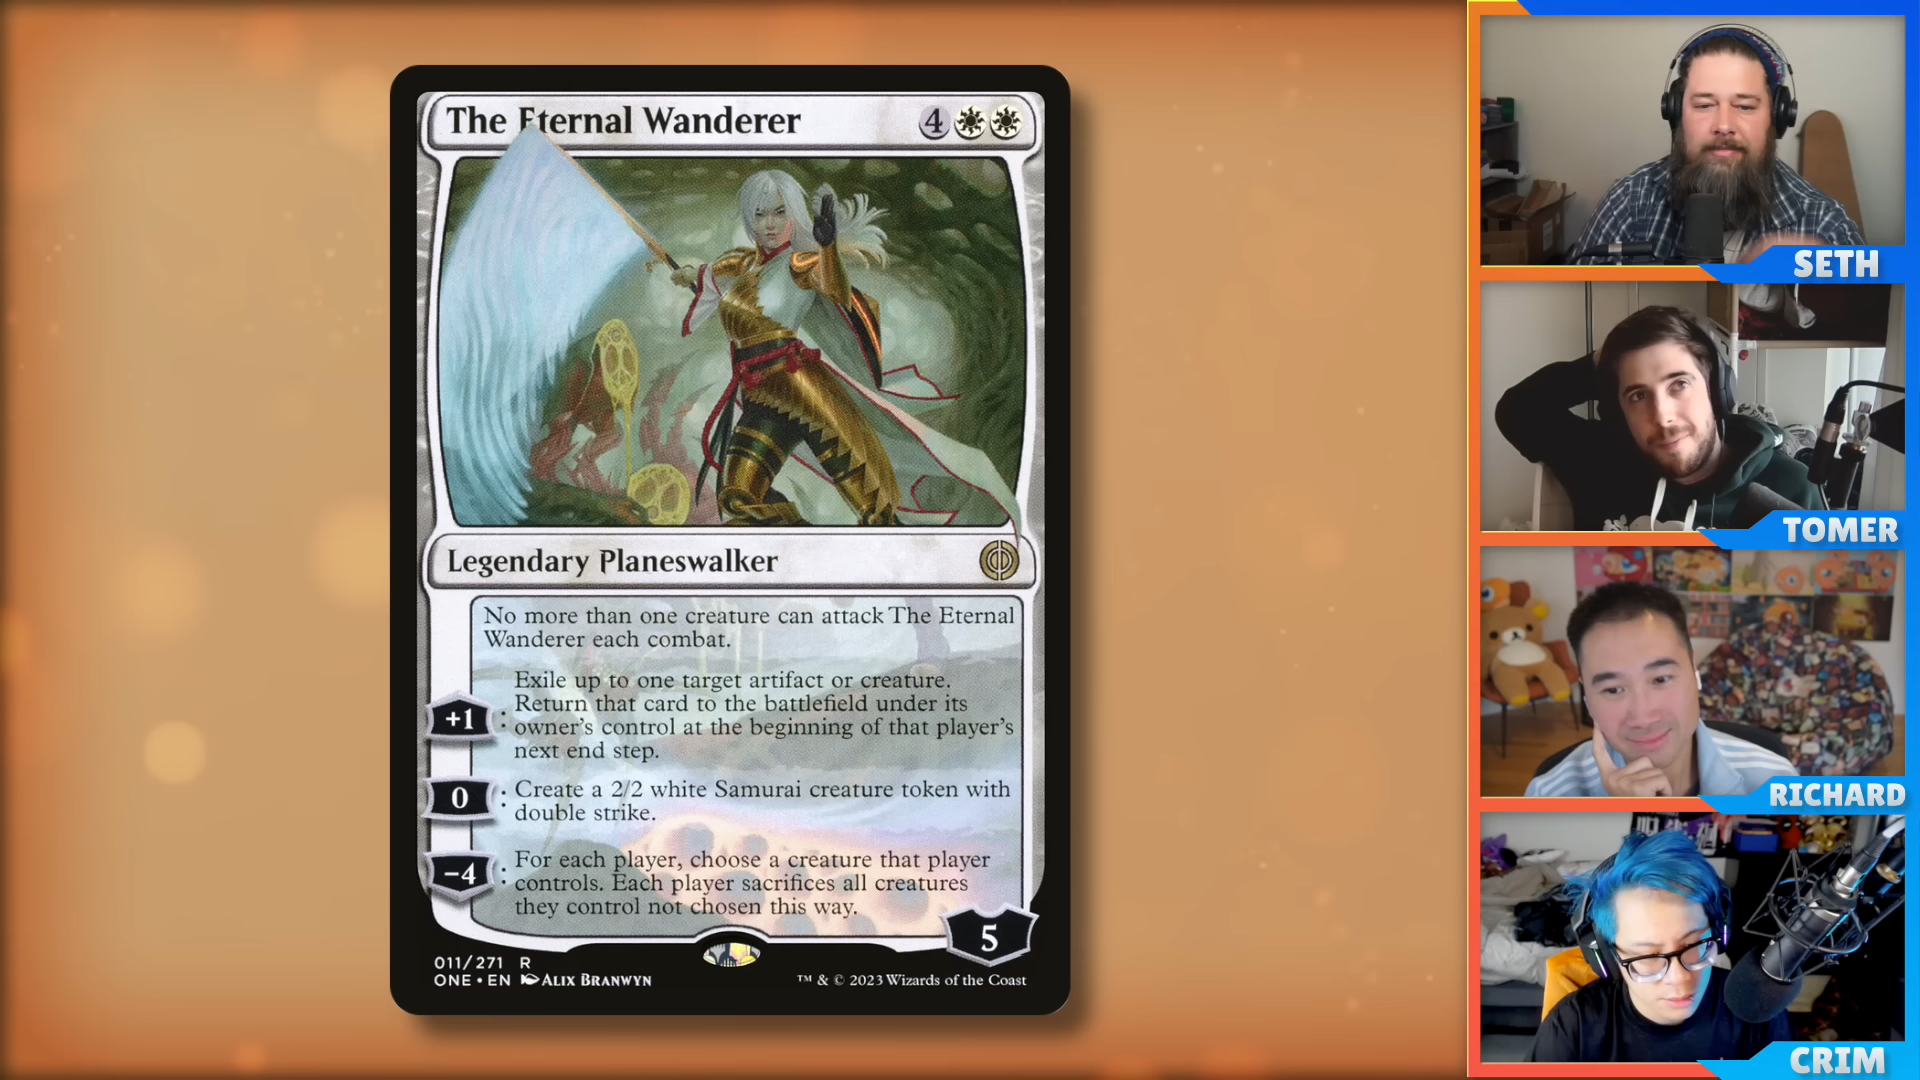 The Eternal Wanderer
4
Legendary Planeswalker
No more than one creature can attack The Eternal
Wanderer each combat.
+1 : Exile up to one target artifact or creature.
Return that card to the battlefield under its
owner's control at the beginning of that player's
next end step.
0 : Create a 2/2 white Samurai creature token with
double strike.
−4 : For each player, choose a creature that player
controls. Each player sacrifices all creatures
they control not chosen this way.
5
011/271 R
ONE • EN ALIX BRANWYN
™ & © 2023 Wizards of the Coast
SETH
TOMER
RICHARD
CRIM